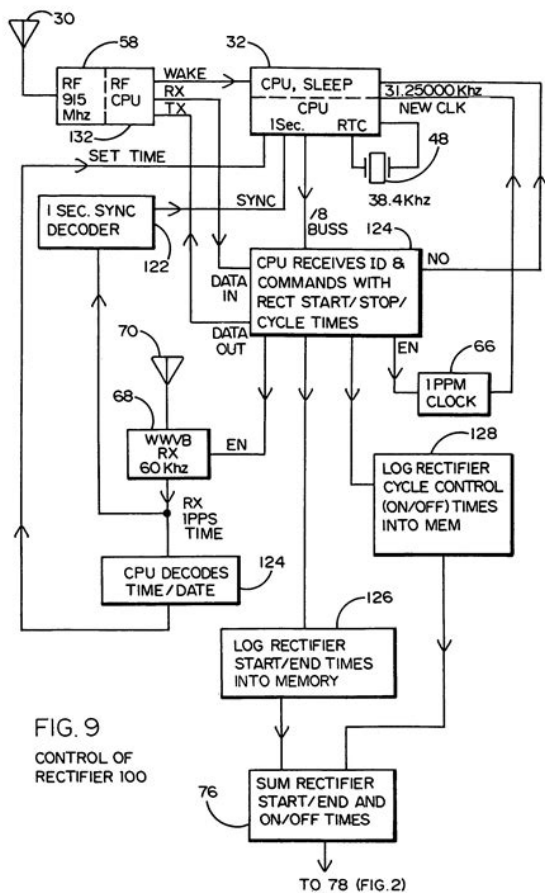 30
58
32
RF
915
Mhz
RF
CPU
132
WAKE
RX
TX
CPU, SLEEP
CPU
1Sec. RTC
31.25000 Khz
NEW CLK
48
38.4Khz
SET TIME
SYNC
1 SEC. SYNC
DECODER
122
/8
BUSS
124
CPU RECEIVES ID &
COMMANDS WITH
RECT START/STOP/
CYCLE TIMES
NO
DATA
IN
DATA
OUT
EN
66
1 PPM
CLOCK
70
68
WWVB
RX
60 Khz
EN
128
LOG RECTIFIER
CYCLE CONTROL
(ON/OFF) TIMES
INTO MEM
RX
1PPS
TIME
CPU DECODES
TIME/DATE
124
126
LOG RECTIFIER
START/END TIMES
INTO MEMORY
FIG. 9
CONTROL OF
RECTIFIER 100
76
SUM RECTIFIER
START/END AND
ON/OFF TIMES
TO 78 (FIG.2)